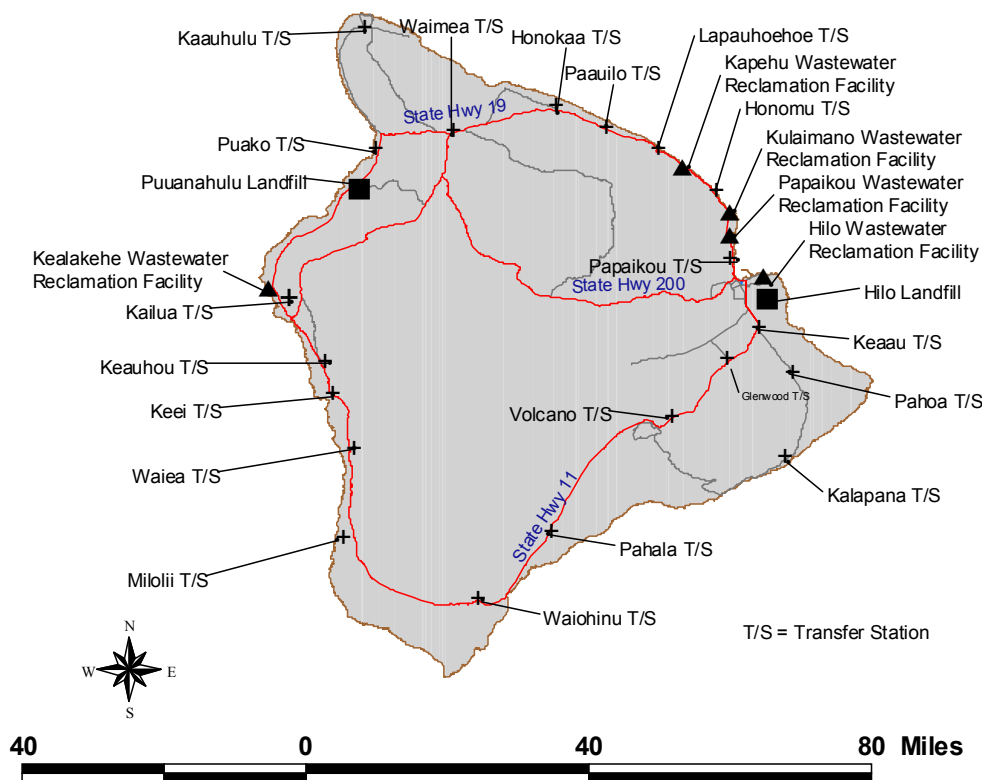 Kaauhulu T/S
Waimea T/S
Honokaa T/S
Lapauhoehoe T/S
Paauilo T/S
Kapehu Wastewater
Reclamation Facility
Honomu T/S
State Hwy 19
Kulaimano Wastewater
Reclamation Facility
Puako T/S
Puuanahulu Landfill
Papaikou Wastewater
Reclamation Facility
Hilo Wastewater
Reclamation Facility
Kealakehe Wastewater
Reclamation Facility
Papaikou T/S
State Hwy 200
Hilo Landfill
Kailua T/S
Keaau T/S
Keauhou T/S
Glenwood T/S
Keei T/S
Pahoa T/S
Volcano T/S
Waiea T/S
Kalapana T/S
State Hwy 11
Pahala T/S
Milolii T/S
Waiohinu T/S
T/S = Transfer Station
N
W E
S
40 0 40 80 Miles